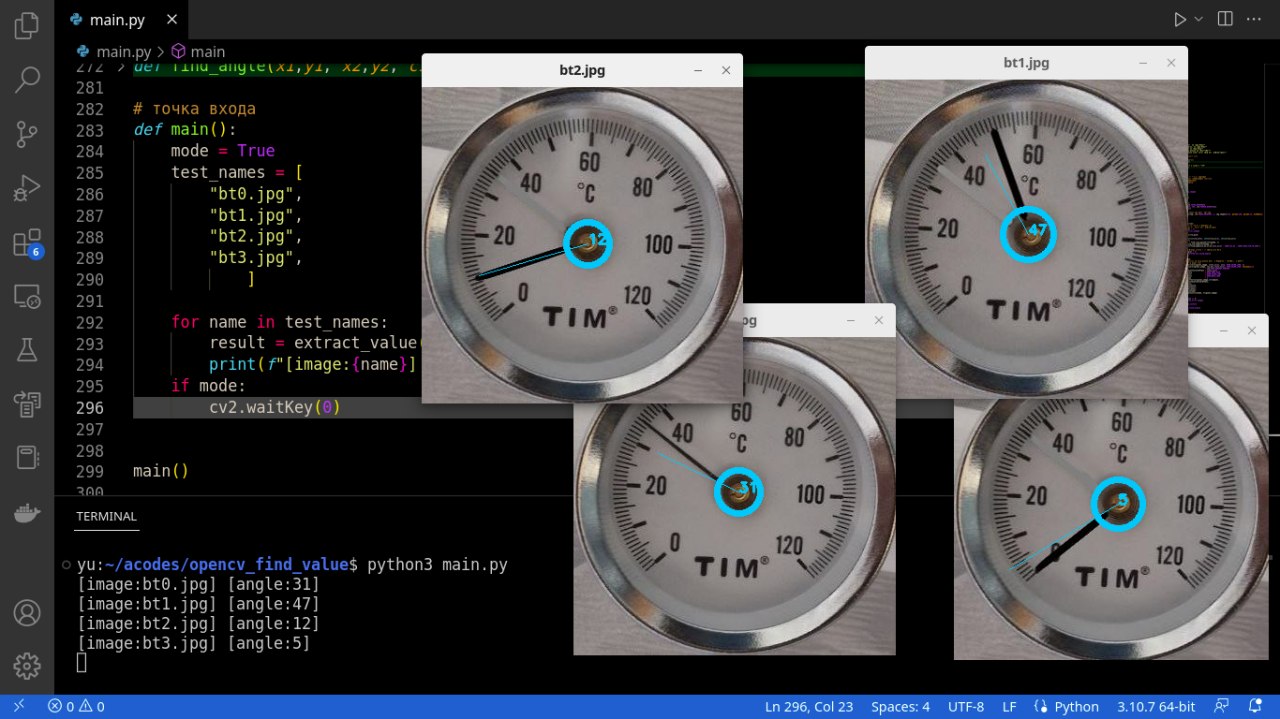 main.py
main.py > main
272 > def find_angle(x1,y1, x2,y2,
281
282 # точка входа
283 def main():
284 mode = True
285 test_names = [
286 "bt0.jpg",
287 "bt1.jpg",
288 "bt2.jpg",
289 "bt3.jpg",
290 ]
291
292 for name in test_names:
293 result = extract_value(
294 print(f"[image:{name}]
295 if mode:
296 cv2.waitKey(0)
297
298
299 main()
300
6
bt2.jpg
60
40
80
°C
12
20
100
0
120
TIM®
bt1.jpg
60
40
80
°C
47
20
100
0
120
TIM®
pg
60
40
80
°C
31
20
100
0
120
TIM®
60
40
80
°C
5
20
100
0
120
TIM®
TERMINAL
yu:~/acodes/opencv_find_value$ python3 main.py
[image:bt0.jpg] [angle:31]
[image:bt1.jpg] [angle:47]
[image:bt2.jpg] [angle:12]
[image:bt3.jpg] [angle:5]
0 0
Ln 296, Col 23 Spaces: 4 UTF-8 LF Python 3.10.7 64-bit